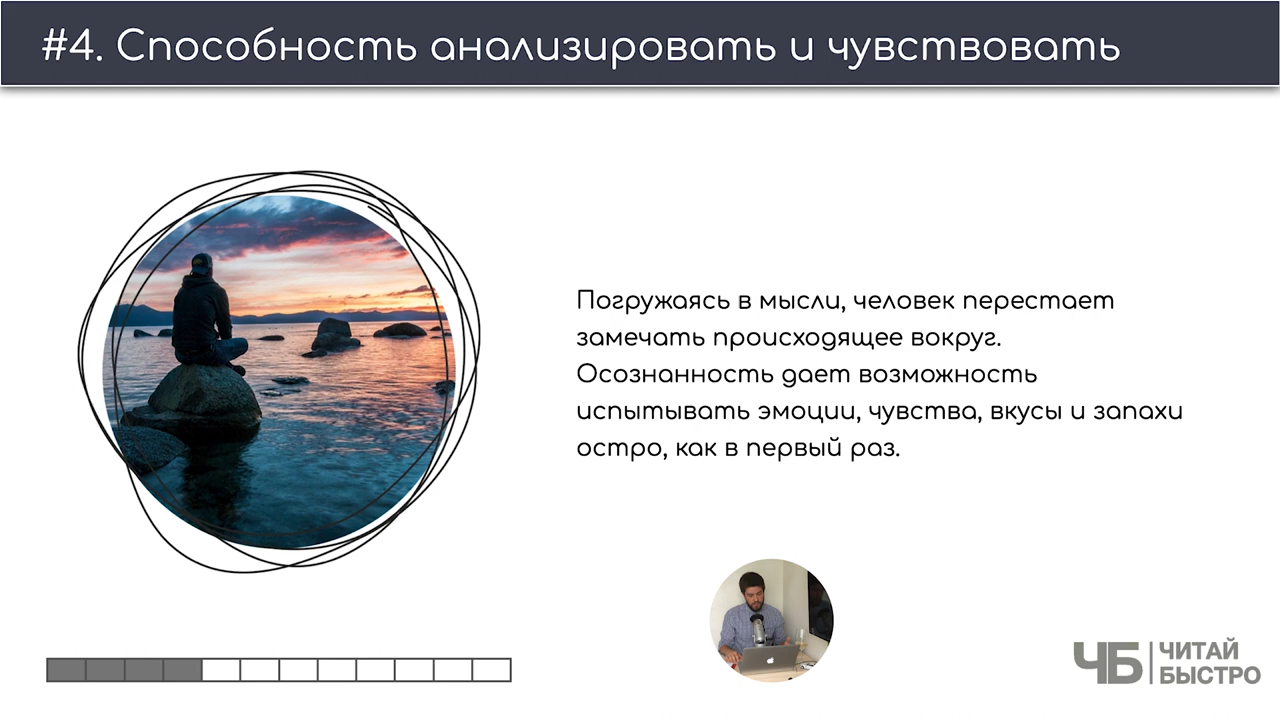 #4. Способность анализировать и чувствовать
Погружаясь в мысли, человек перестает
замечать происходящее вокруг.
Осознанность дает возможность
испытывать эмоции, чувства, вкусы и запахи
остро, как в первый раз.
ЧБ
ЧИТАЙ
БЫСТРО